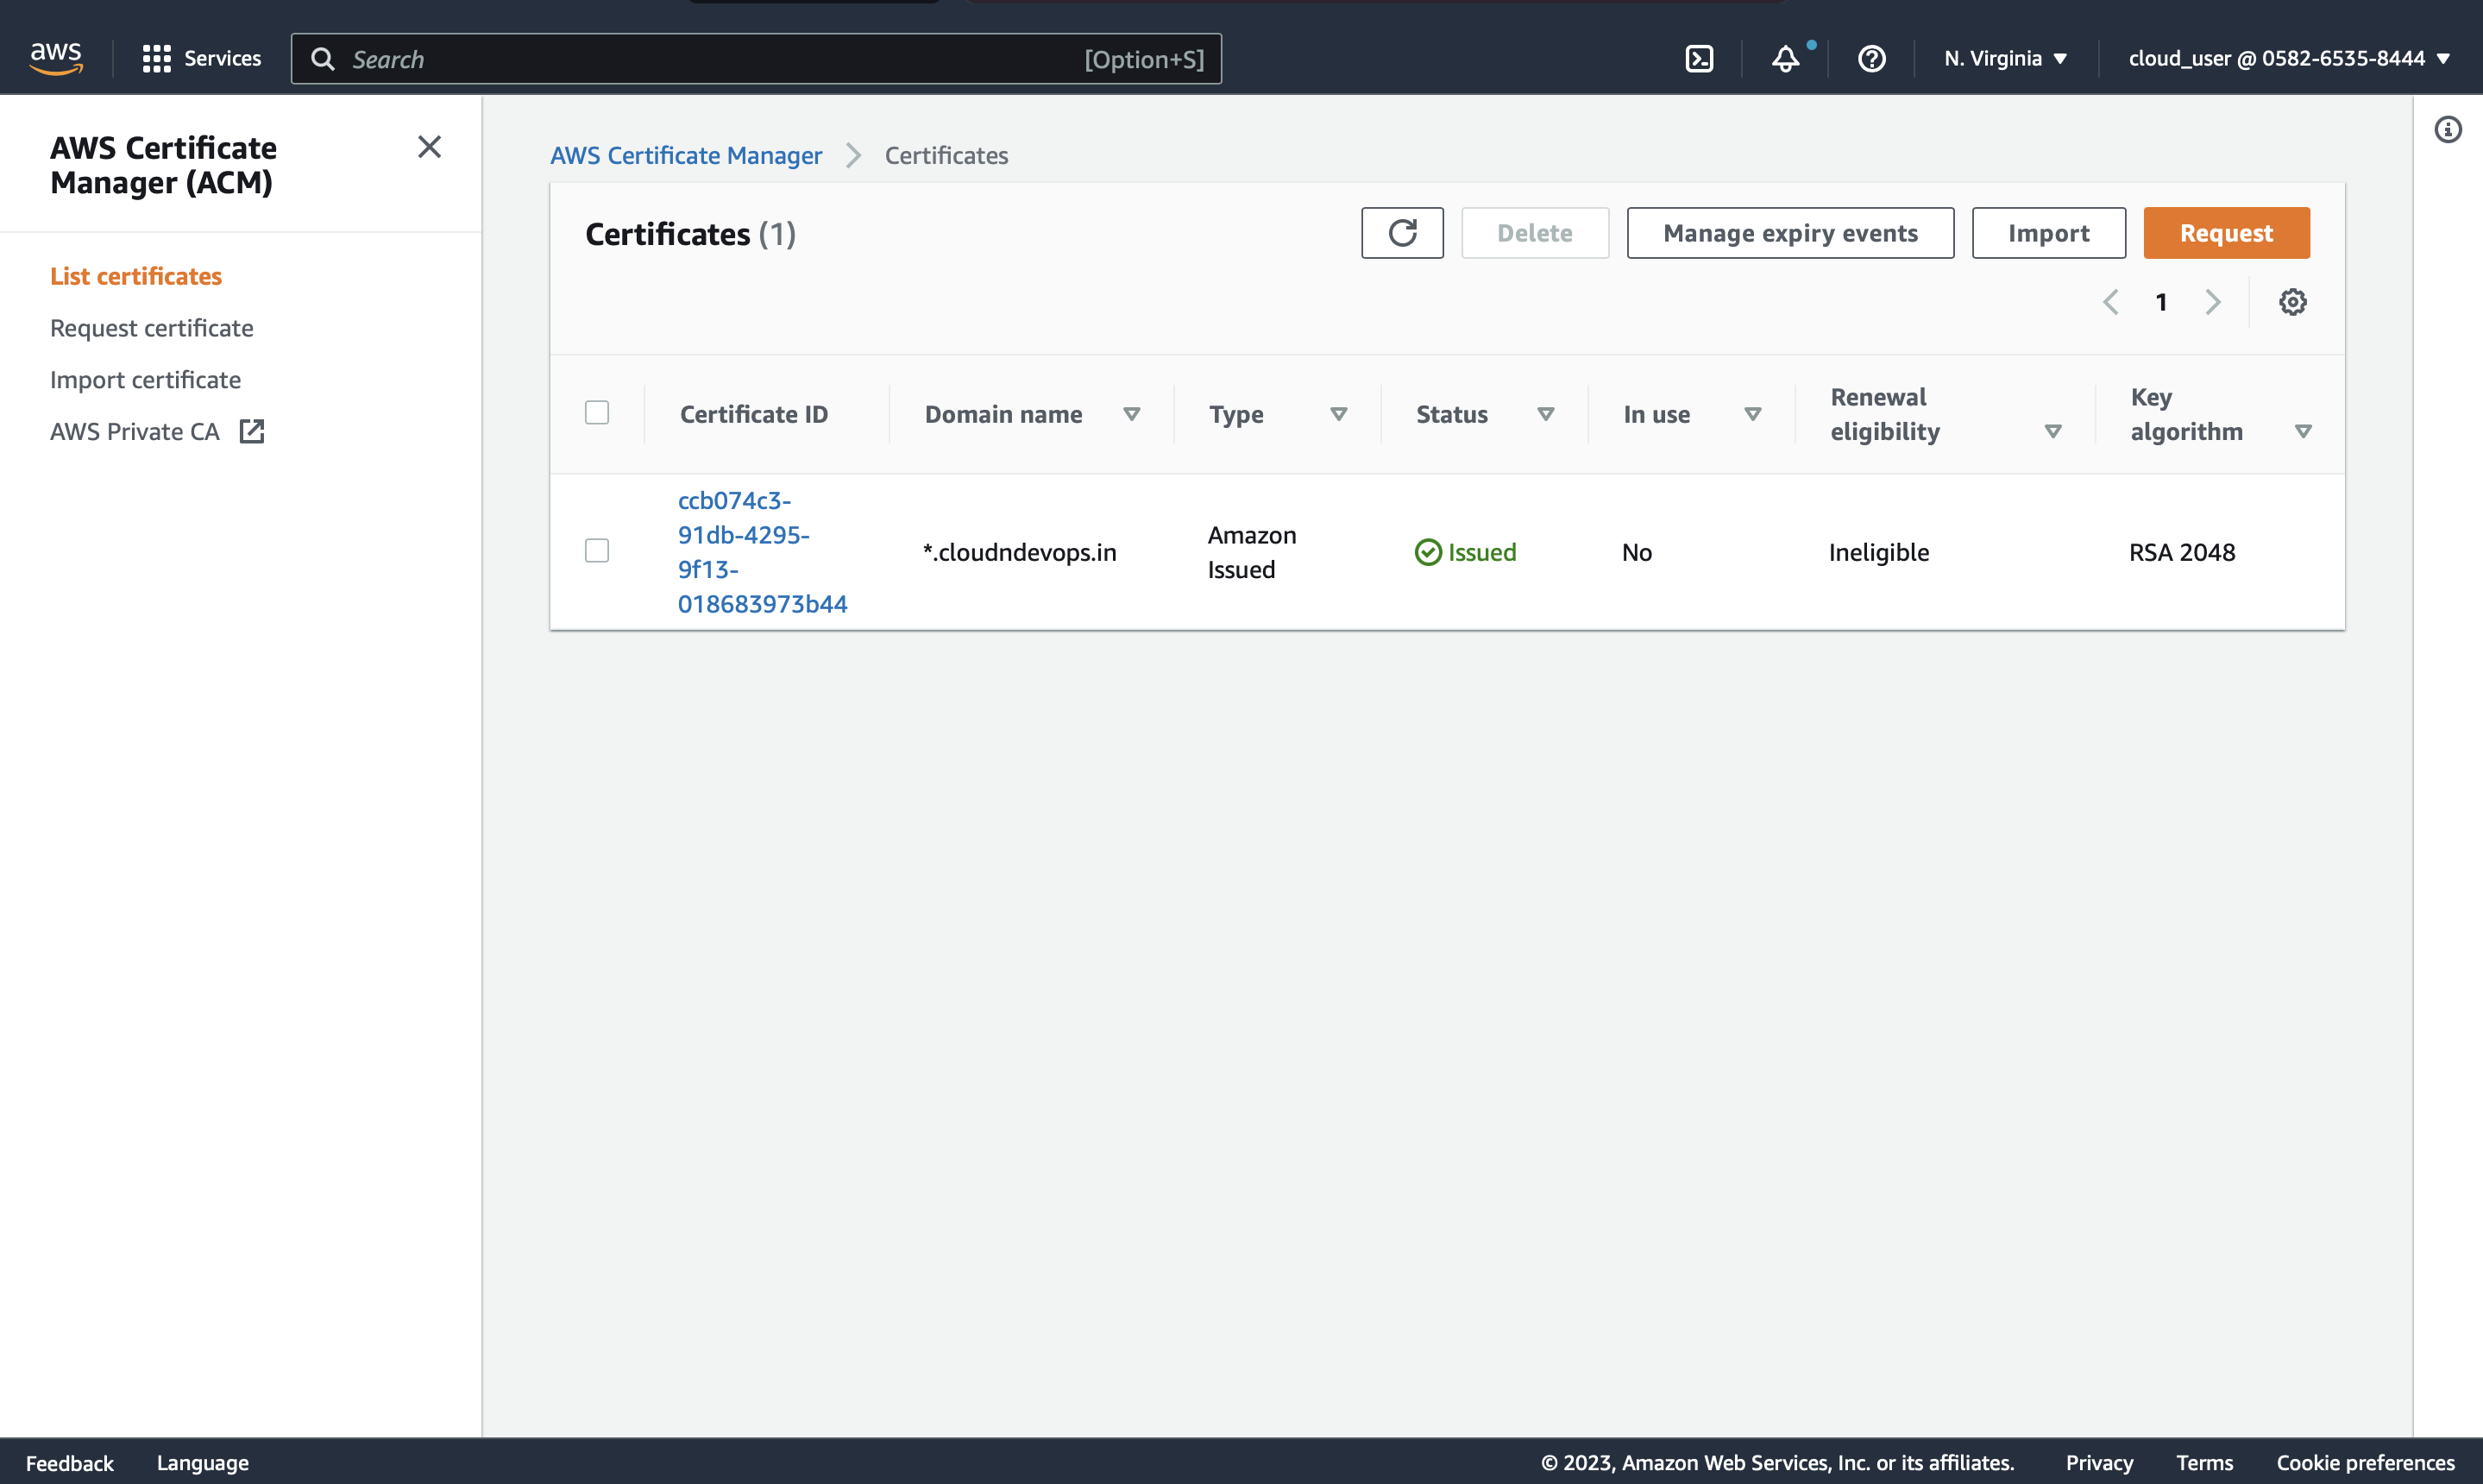 aws
Services
Search
[Option+S]
N. Virginia
cloud_user @ 0582-6535-8444
AWS Certificate
Manager (ACM)
List certificates
Request certificate
Import certificate
AWS Private CA
AWS Certificate Manager
Certificates
Certificates (1)
Delete
Manage expiry events
Import
Request
1
Certificate ID
Domain name
Type
Status
In use
Renewal
eligibility
Key
algorithm
ccb074c3-
91db-4295-
9f13-
018683973b44
*.cloudndevops.in
Amazon
Issued
Issued
No
Ineligible
RSA 2048
Feedback
Language
© 2023, Amazon Web Services, Inc. or its affiliates.
Privacy
Terms
Cookie preferences